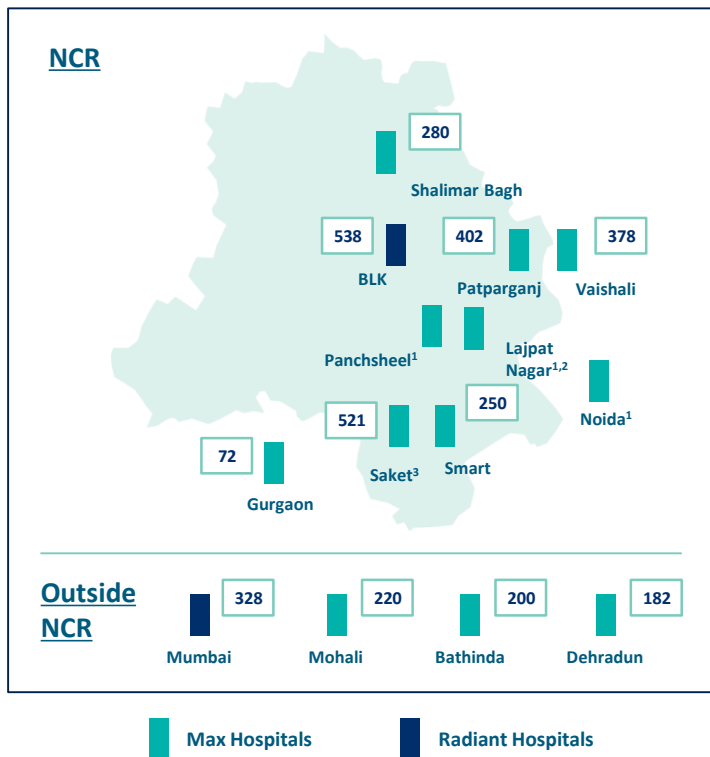 NCR
280
Shalimar Bagh
538
BLK
402
Patparganj
378
Vaishali
Panchsheel¹
Lajpat
Nagar¹,²
Noida¹
521
Saket³
250
Smart
72
Gurgaon
Outside
NCR
328
Mumbai
220
Mohali
200
Bathinda
182
Dehradun
Max Hospitals
Radiant Hospitals